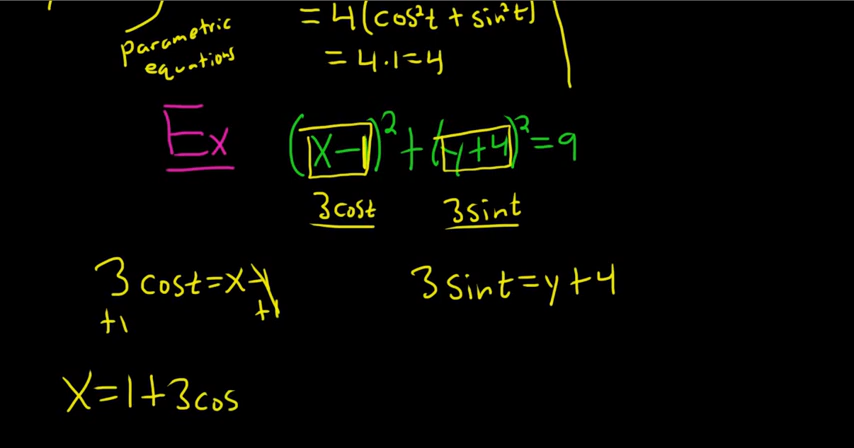 = 4(cos²t + sin²t)
= 4·1=4
parametric
equations
Ex (x-1)²+(y+4)²=9
3cost 3sint
3cost=x-1 3sint=y+4
+1 +1
x=1+3cos